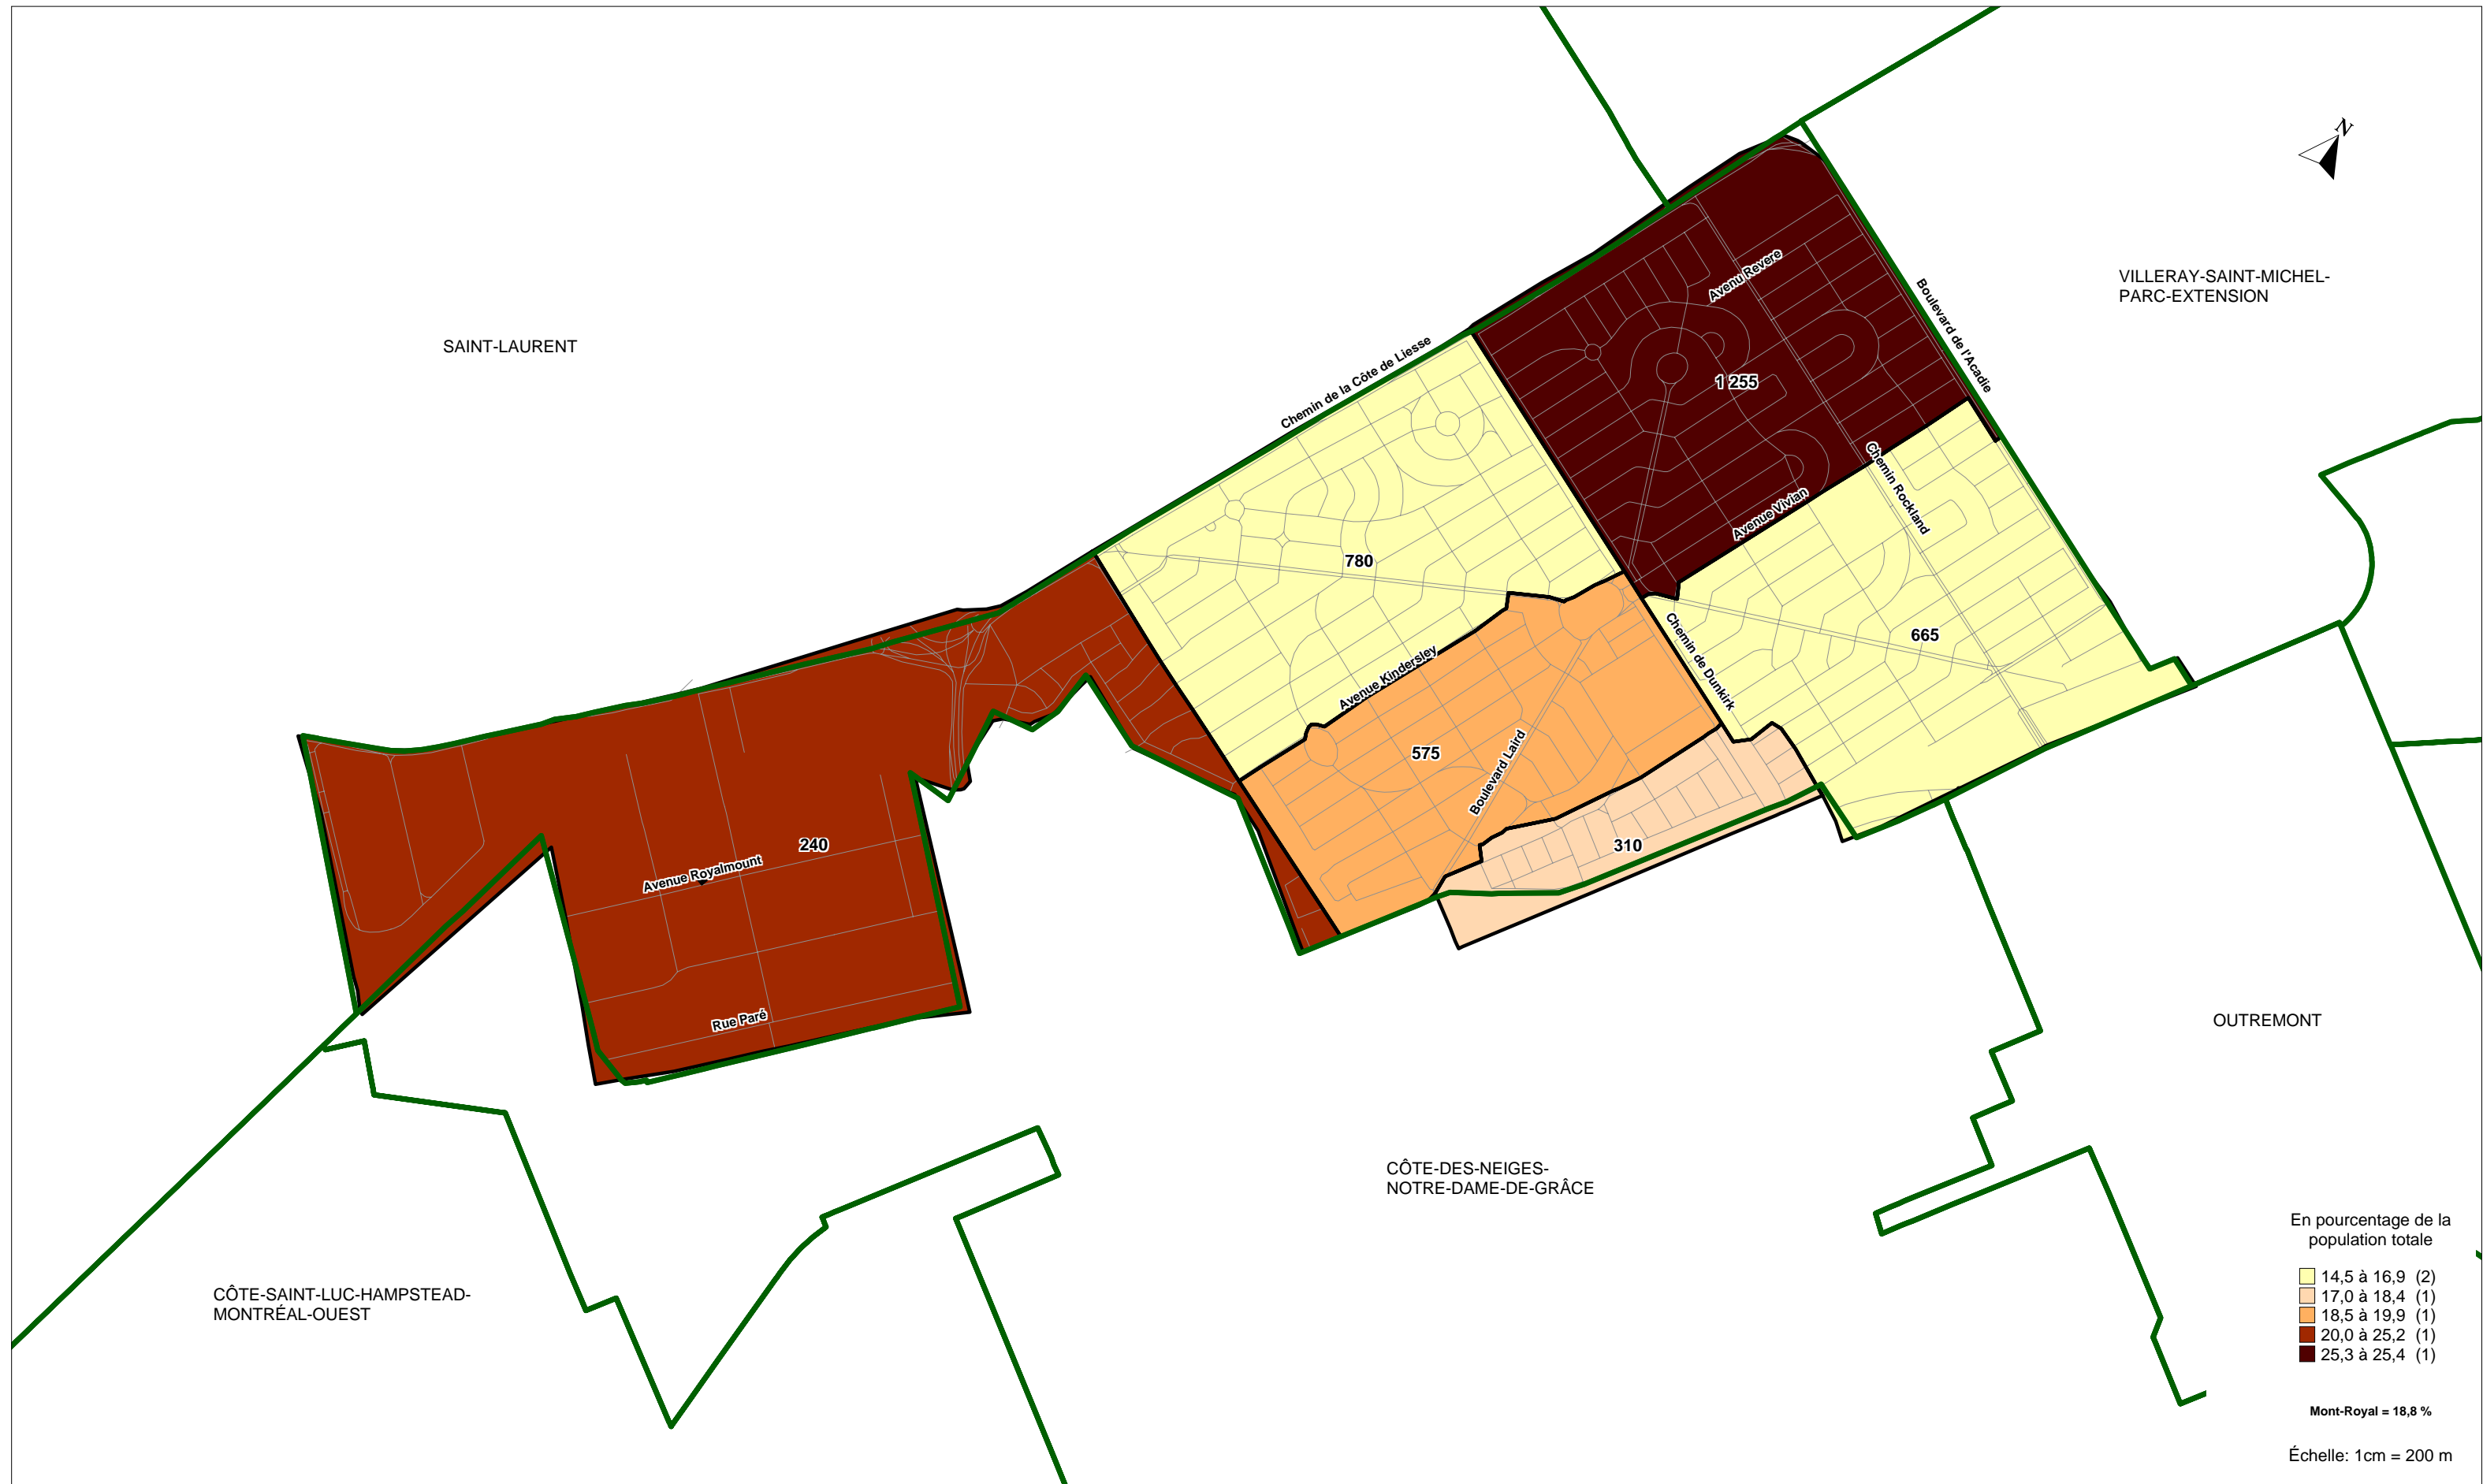 N
VILLERAY-SAINT-MICHEL-
PARC-EXTENSION
SAINT-LAURENT
Avenu Revere
Boulevard de l'Acadie
Chemin de la Côte de Liesse
1 255
Chemin Rockland
Avenue Vivian
780
665
Chemin de Dunkirk
Avenue Kindersley
575
Boulevard Laird
310
240
Avenue Royalmount
Rue Paré
OUTREMONT
CÔTE-DES-NEIGES-
NOTRE-DAME-DE-GRÂCE
CÔTE-SAINT-LUC-HAMPSTEAD-
MONTRÉAL-OUEST
En pourcentage de la
population totale
14,5 à 16,9 (2)
17,0 à 18,4 (1)
18,5 à 19,9 (1)
20,0 à 25,2 (1)
25,3 à 25,4 (1)
Mont-Royal = 18,8 %
Échelle: 1cm = 200 m